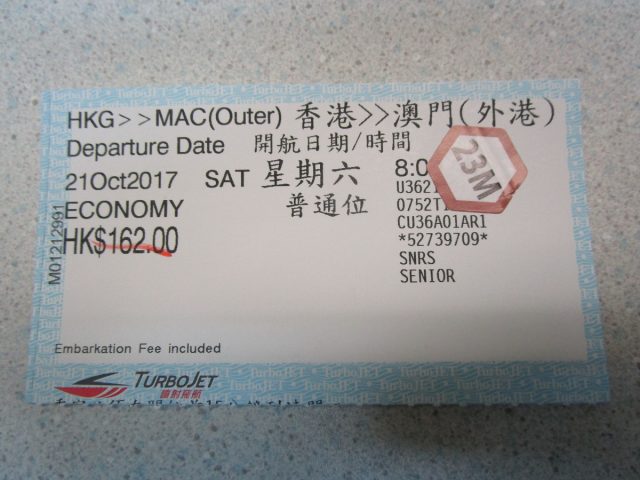 HKG>>MAC(Outer) 香港>>澳門(外港)
Departure Date 開航日期/時間
21Oct2017 SAT 星期六 8:0
23M
U362
ECONOMY 普通位
0752T
HK$162.00
CU36A01AR1
*52739709*
SNRS
SENIOR
M01212991
Embarkation Fee included
TURBOJET
噴射飛航